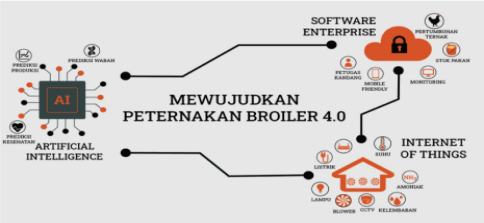 SOFTWARE
ENTERPRISE
PERTUMBUHAN
TERNAK
STOK PAKAN
MONITORING
MOBILE
FRIENDLY
PETUGAS
KANDANG
PREDIKSI
PRODUKSI
PREDIKSI WABAH
AI
PREDIKSI
KESEHATAN
ARTIFICIAL
INTELLIGENCE
MEWUJUDKAN
PETERNAKAN BROILER 4.0
INTERNET
OF THINGS
SUHU
LISTRIK
NH₃
AMONIAK
LAMPU
BLOWER
CCTV
KELEMBABAN